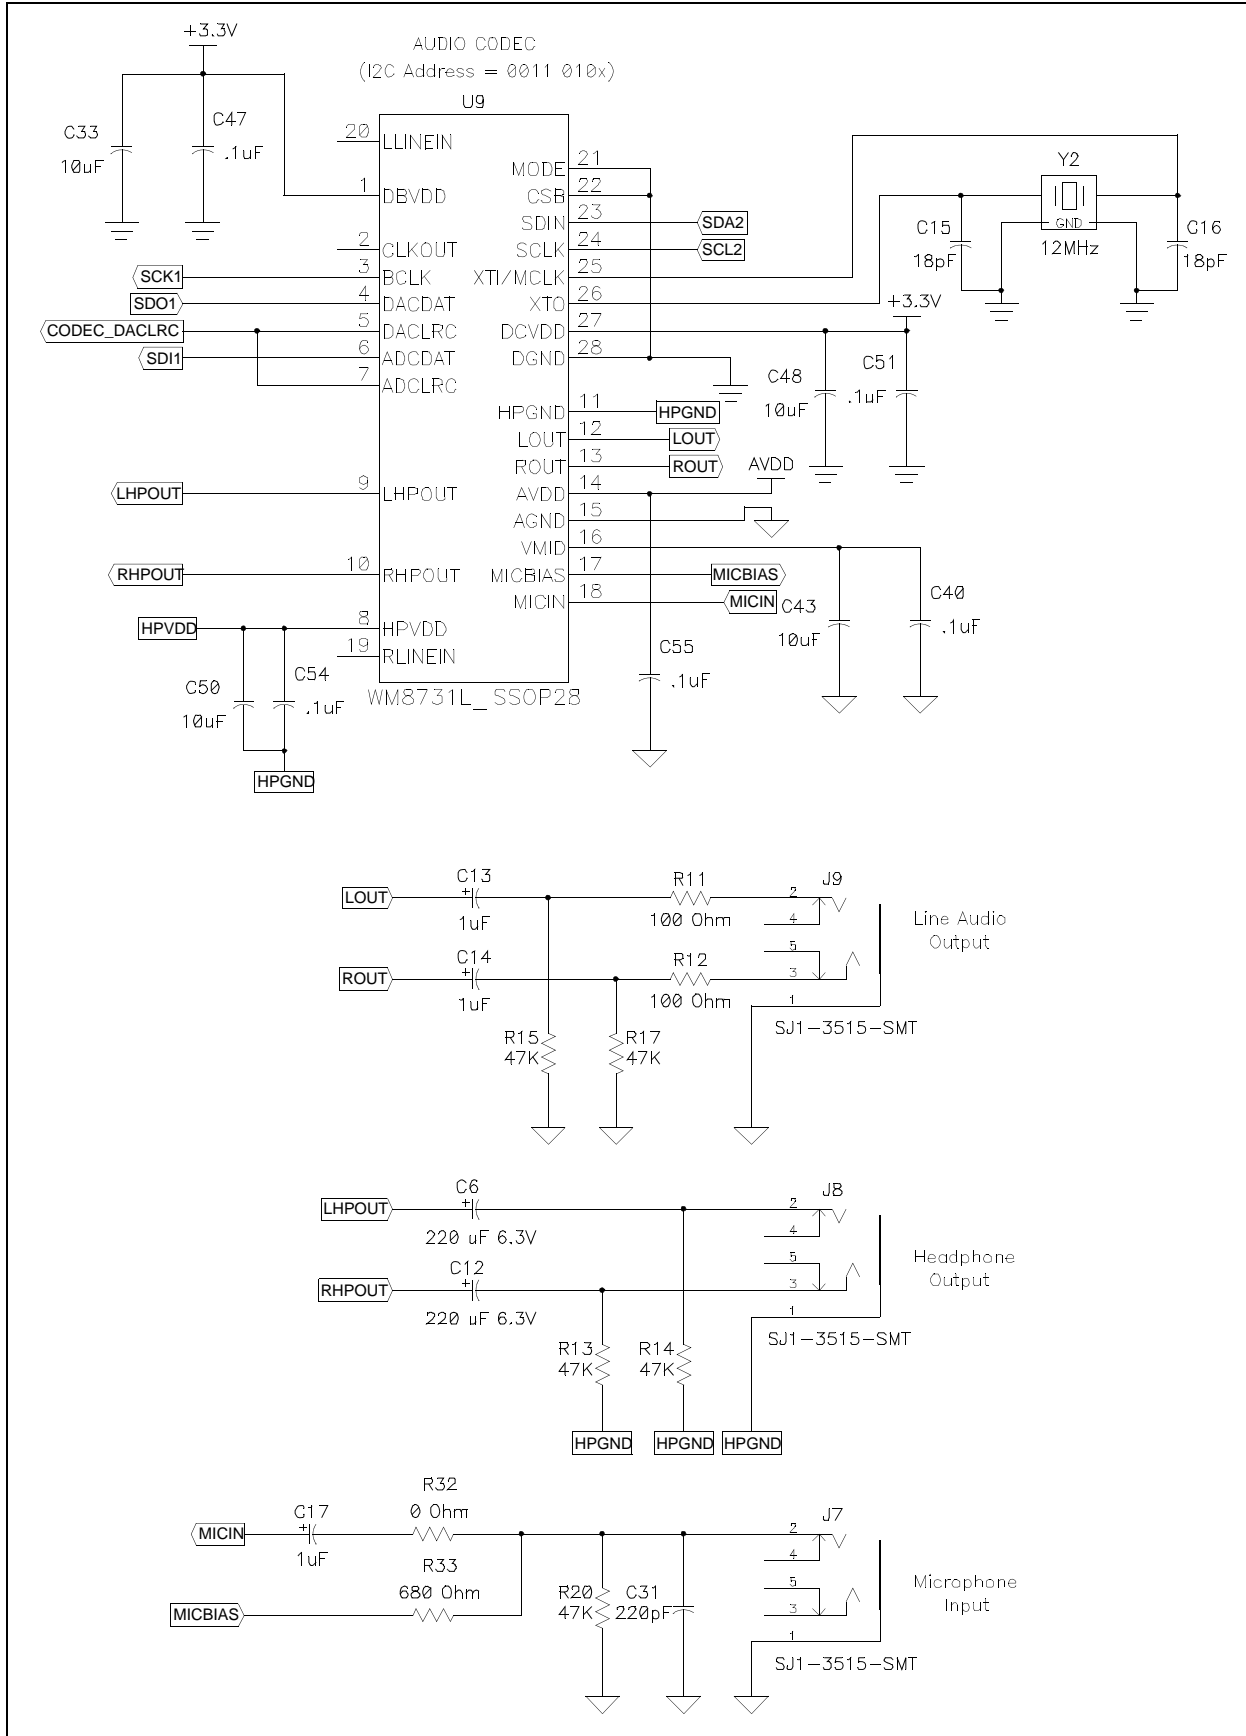 +3.3V
AUDIO CODEC
(I2C Address = 0011 010x)
U9
C33
10uF
C47
.1uF
20 LLINEIN
1 DBVDD
2 CLKOUT
SCK1 3 BCLK
SDO1 4 DACDAT
CODEC_DACLRC 5 DACLRC
SDI1 6 ADCDAT
7 ADCLRC
LHPOUT 9 LHPOUT
RHPOUT 10 RHPOUT
HPVDD 8 HPVDD
19 RLINEIN
MODE 21
CSB 22
SDIN 23 SDA2
SCLK 24 SCL2
XTI/MCLK 25
XTO 26
DCVDD 27
DGND 28
HPGND 11 HPGND
LOUT 12 LOUT
ROUT 13 ROUT
AVDD 14 AVDD
AGND 15
VMID 16
MICBIAS 17 MICBIAS
MICIN 18 MICIN
WM8731L_SSOP28
Y2
GND
12MHz
C15
18pF
C16
18pF
+3.3V
C48
10uF
C51
.1uF
C43
10uF
C40
.1uF
C55
.1uF
C50
10uF
C54
.1uF
HPGND
LOUT
C13
1uF
R11
100 Ohm
2
4
5
3
1
J9
Line Audio
Output
ROUT
C14
1uF
R12
100 Ohm
SJ1-3515-SMT
R15
47K
R17
47K
LHPOUT
C6
220 uF 6.3V
2
4
5
3
1
J8
Headphone
Output
RHPOUT
C12
220 uF 6.3V
SJ1-3515-SMT
R13
47K
R14
47K
HPGND
HPGND
HPGND
MICIN
C17
1uF
R32
0 Ohm
2
4
5
3
1
J7
Microphone
Input
MICBIAS
R33
680 Ohm
R20
47K
C31
220pF
SJ1-3515-SMT